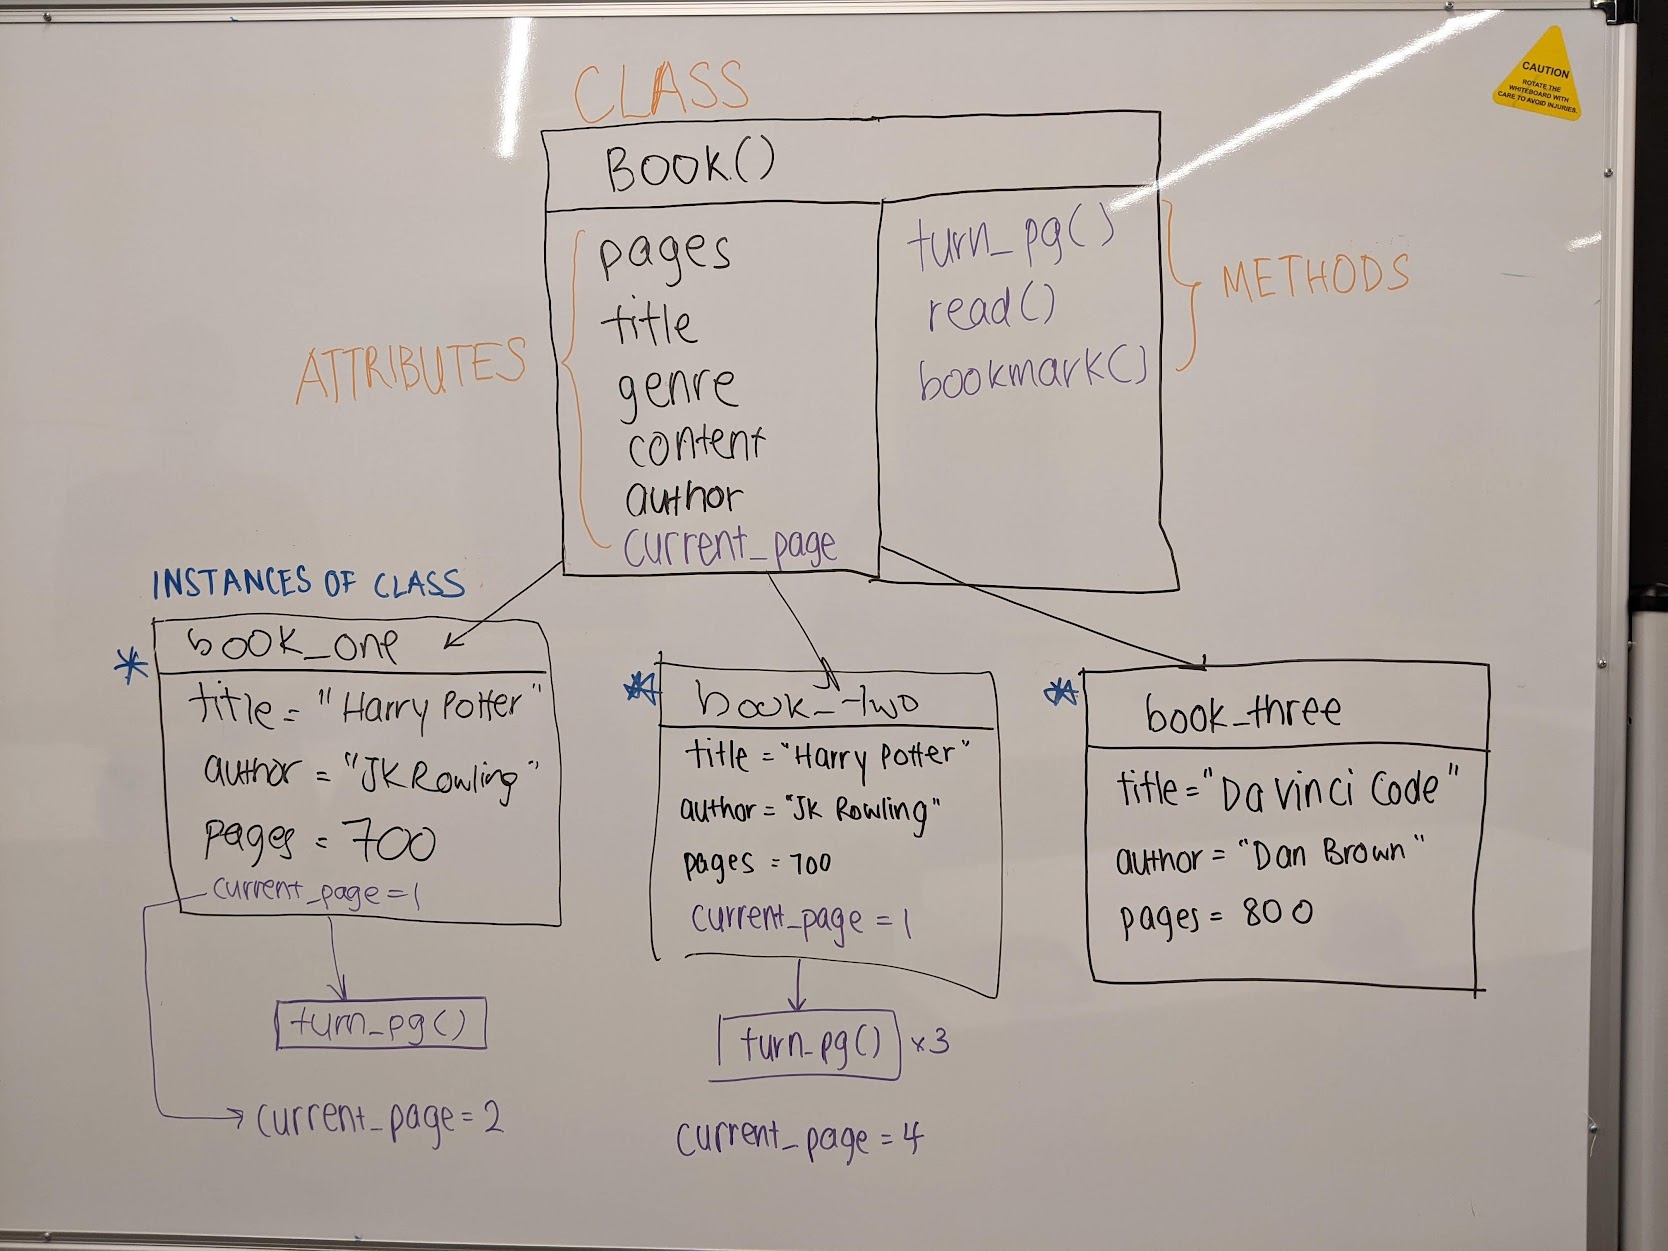 CAUTION
ROTATE THE
WHITEBOARD WITH
CARE TO AVOID INJURIES.
CLASS
BOOK()
ATTRIBUTES
pages
title
genre
content
author
current_page
turn_pg()
read()
bookmark()
METHODS
INSTANCES OF CLASS
book_one
title = "Harry Potter"
author = "JK Rowling"
pages = 700
current_page = 1
turn_pg()
current_page = 2
book_two
title = "Harry Potter"
author = "JK Rowling"
pages = 700
current_page = 1
turn_pg() x3
current_page = 4
book_three
title = "Da Vinci Code"
author = "Dan Brown"
pages = 800